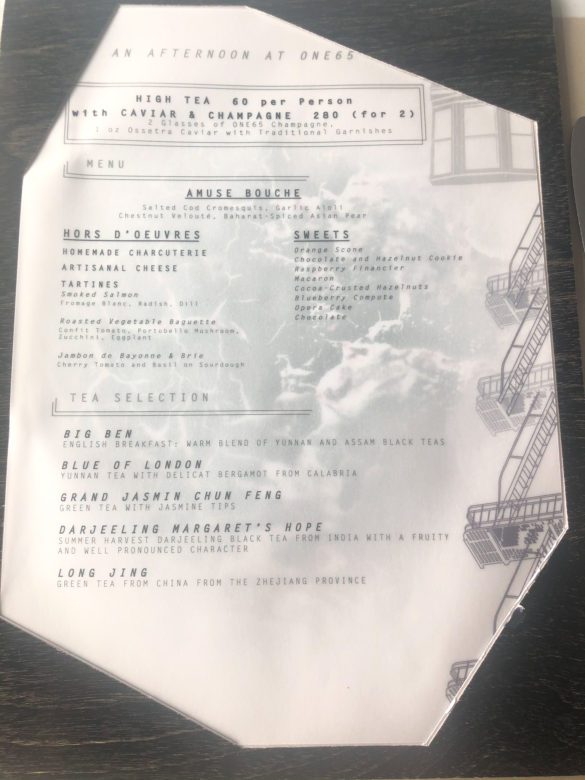 AN AFTERNOON AT ONE65
HIGH TEA 60 per Person
with CAVIAR & CHAMPAGNE 280 (for 2)
2 Glasses of ONE65 Champagne,
1 oz Ossetra Caviar with Traditional Garnishes
MENU
AMUSE BOUCHE
Salted Cod Cromesquis, Garlic Aioli
Chestnut Velouté, Baharat-Spiced Asian Pear
HORS D'OEUVRES
HOMEMADE CHARCUTERIE
ARTISANAL CHEESE
TARTINES
Smoked Salmon
Fromage Blanc, Radish, Dill
Roasted Vegetable Baguette
Confit Tomato, Portobello Mushroom,
Zucchini, Eggplant
Jambon de Bayonne & Brie
Cherry Tomato and Basil on Sourdough
SWEETS
Orange Scone
Chocolate and Hazelnut Cookie
Raspberry Financier
Macaron
Cocoa-Crusted Hazelnuts
Blueberry Compote
Opera Cake
Chocolate
TEA SELECTION
BIG BEN
ENGLISH BREAKFAST: WARM BLEND OF YUNNAN AND ASSAM BLACK TEAS
BLUE OF LONDON
YUNNAN TEA WITH DELICAT BERGAMOT FROM CALABRIA
GRAND JASMIN CHUN FENG
GREEN TEA WITH JASMINE TIPS
DARJEELING MARGARET'S HOPE
SUMMER HARVEST DARJEELING BLACK TEA FROM INDIA WITH A FRUITY
AND WELL PRONOUNCED CHARACTER
LONG JING
GREEN TEA FROM CHINA FROM THE ZHEJIANG PROVINCE